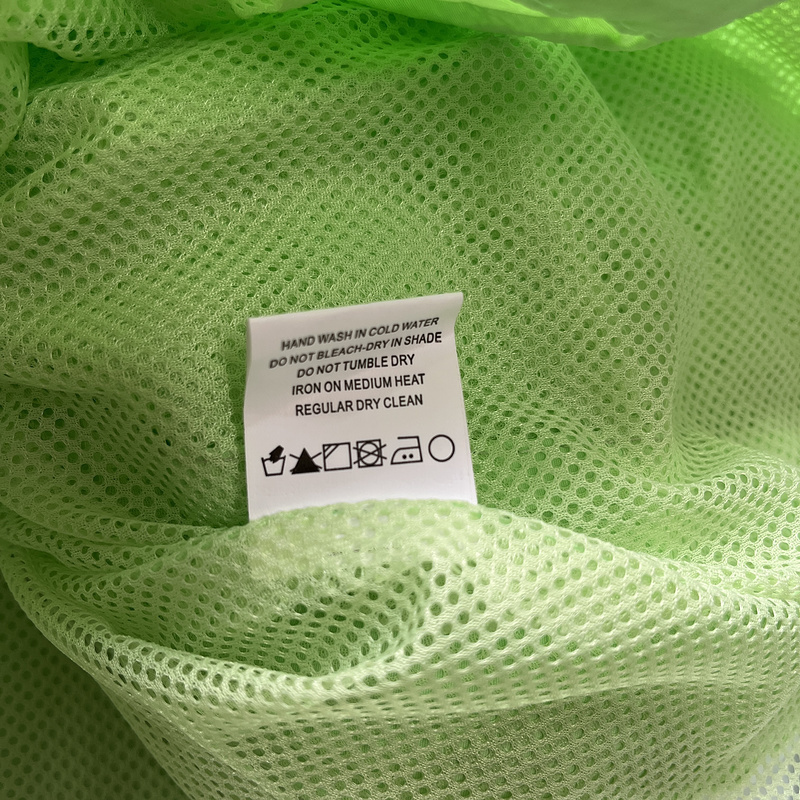 HAND WASH IN COLD WATER
DO NOT BLEACH-DRY IN SHADE
DO NOT TUMBLE DRY
IRON ON MEDIUM HEAT
REGULAR DRY CLEAN